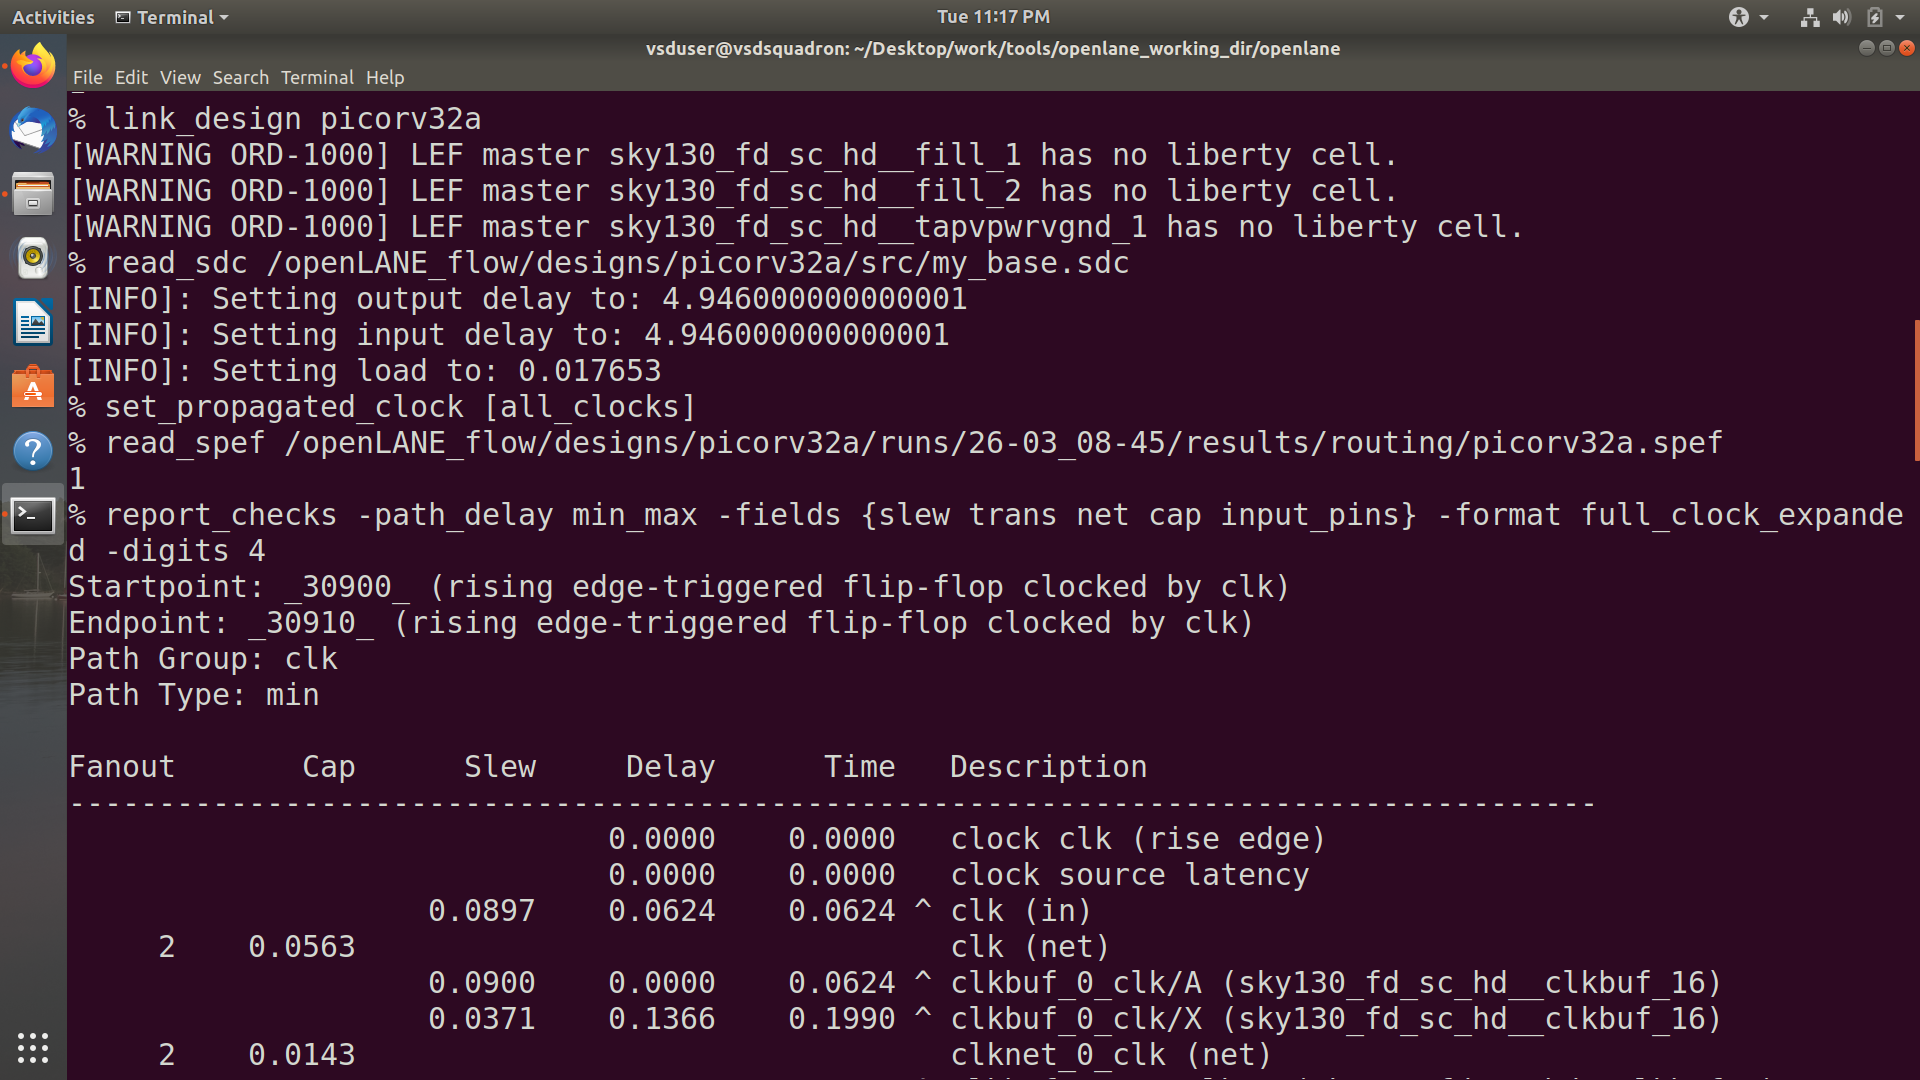 Activities Terminal Tue 11:17 PM
vsduser@vsdsquadron: ~/Desktop/work/tools/openlane_working_dir/openlane
File Edit View Search Terminal Help
% link_design picorv32a
[WARNING ORD-1000] LEF master sky130_fd_sc_hd__fill_1 has no liberty cell.
[WARNING ORD-1000] LEF master sky130_fd_sc_hd__fill_2 has no liberty cell.
[WARNING ORD-1000] LEF master sky130_fd_sc_hd__tapvpwrvgnd_1 has no liberty cell.
% read_sdc /openLANE_flow/designs/picorv32a/src/my_base.sdc
[INFO]: Setting output delay to: 4.946000000000001
[INFO]: Setting input delay to: 4.946000000000001
[INFO]: Setting load to: 0.017653
% set_propagated_clock [all_clocks]
% read_spef /openLANE_flow/designs/picorv32a/runs/26-03_08-45/results/routing/picorv32a.spef
1
% report_checks -path_delay min_max -fields {slew trans net cap input_pins} -format full_clock_expande
d -digits 4
Startpoint: _30900_ (rising edge-triggered flip-flop clocked by clk)
Endpoint: _30910_ (rising edge-triggered flip-flop clocked by clk)
Path Group: clk
Path Type: min
Fanout Cap Slew Delay Time Description
-------------------------------------------------------------------------------------
0.0000 0.0000 clock clk (rise edge)
0.0000 0.0000 clock source latency
0.0897 0.0624 0.0624 ^ clk (in)
2 0.0563 clk (net)
0.0900 0.0000 0.0624 ^ clkbuf_0_clk/A (sky130_fd_sc_hd__clkbuf_16)
0.0371 0.1366 0.1990 ^ clkbuf_0_clk/X (sky130_fd_sc_hd__clkbuf_16)
2 0.0143 clknet_0_clk (net)